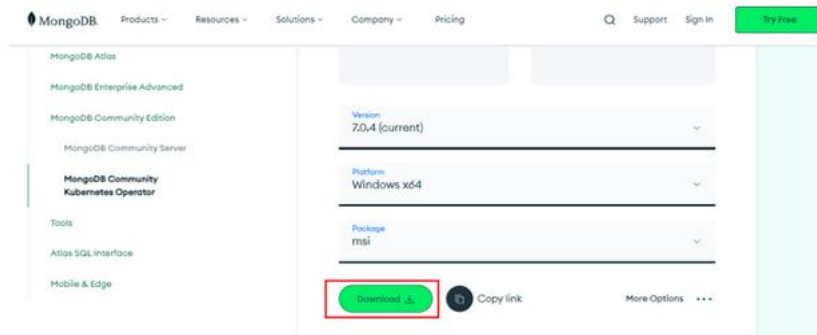 MongoDB. Products Resources Solutions Company Pricing Support Sign In Try Free
MongoDB Atlas
MongoDB Enterprise Advanced
MongoDB Community Edition
MongoDB Community Server
MongoDB Community
Kubernetes Operator
Tools
Atlas SQL Interface
Mobile & Edge
Version
7.0.4 (current)
Platform
Windows x64
Package
msi
Download Copy link More Options